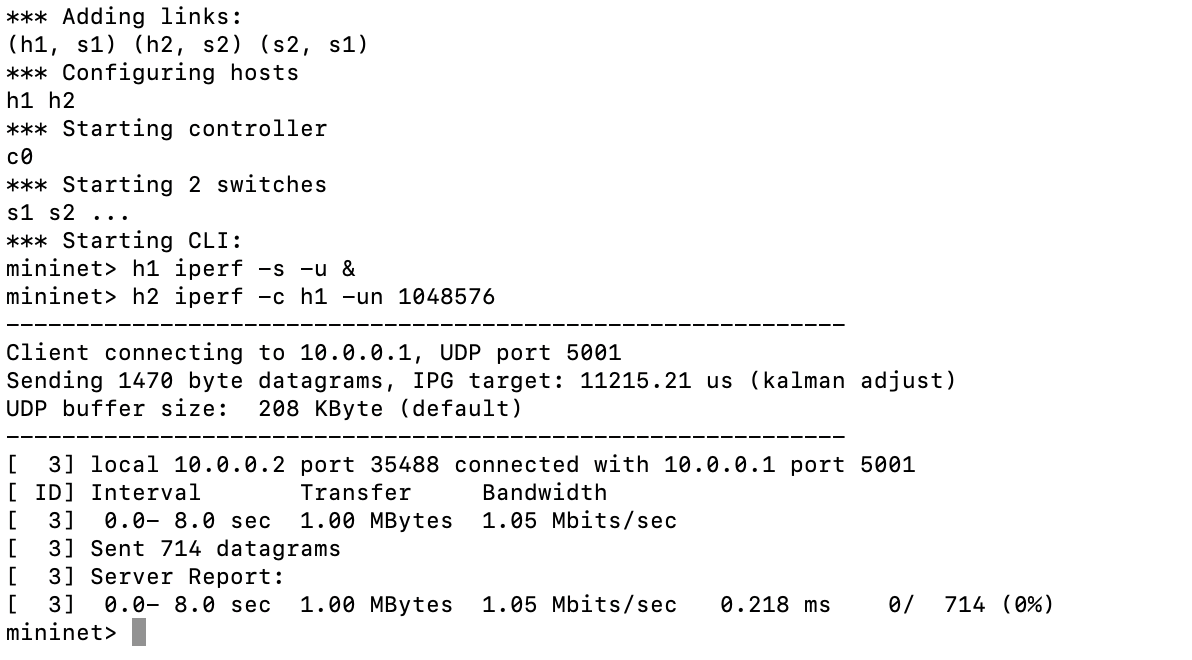 *** Adding links:
(h1, s1) (h2, s2) (s2, s1)
*** Configuring hosts
h1 h2
*** Starting controller
c0
*** Starting 2 switches
s1 s2 ...
*** Starting CLI:
mininet> h1 iperf -s -u &
mininet> h2 iperf -c h1 -un 1048576
------------------------------------------------------------
Client connecting to 10.0.0.1, UDP port 5001
Sending 1470 byte datagrams, IPG target: 11215.21 us (kalman adjust)
UDP buffer size:  208 KByte (default)
------------------------------------------------------------
[  3] local 10.0.0.2 port 35488 connected with 10.0.0.1 port 5001
[ ID] Interval       Transfer     Bandwidth
[  3]  0.0- 8.0 sec  1.00 MBytes  1.05 Mbits/sec
[  3] Sent 714 datagrams
[  3] Server Report:
[  3]  0.0- 8.0 sec  1.00 MBytes  1.05 Mbits/sec   0.218 ms    0/  714 (0%)
mininet>